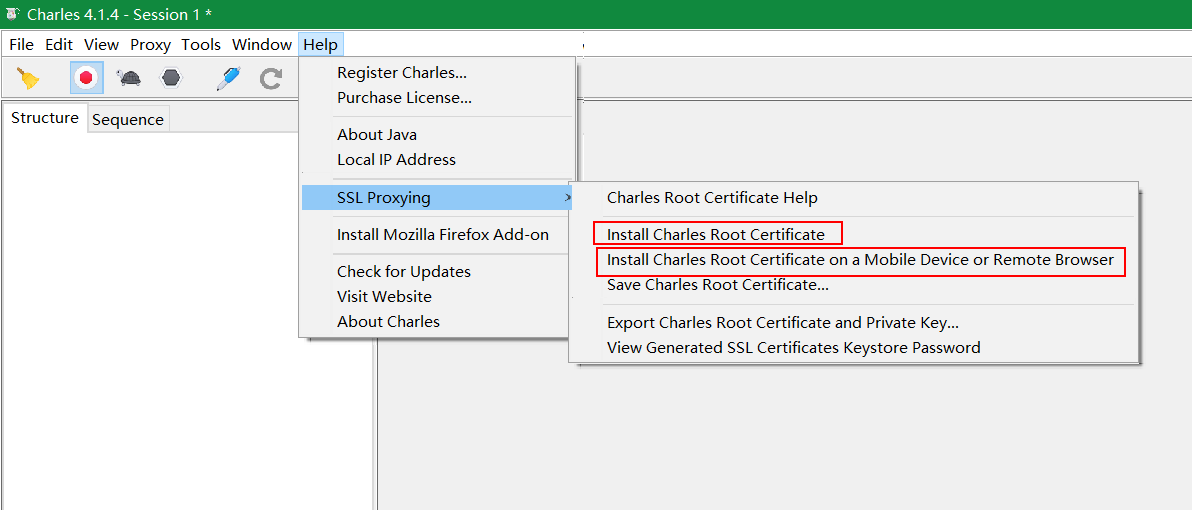 Charles 4.1.4 - Session 1 *
File Edit View Proxy Tools Window Help
Register Charles...
Purchase License...
Structure
Sequence
About Java
Local IP Address
SSL Proxying
Install Mozilla Firefox Add-on
Check for Updates
Visit Website
About Charles
Charles Root Certificate Help
Install Charles Root Certificate
Install Charles Root Certificate on a Mobile Device or Remote Browser
Save Charles Root Certificate...
Export Charles Root Certificate and Private Key...
View Generated SSL Certificates Keystore Password